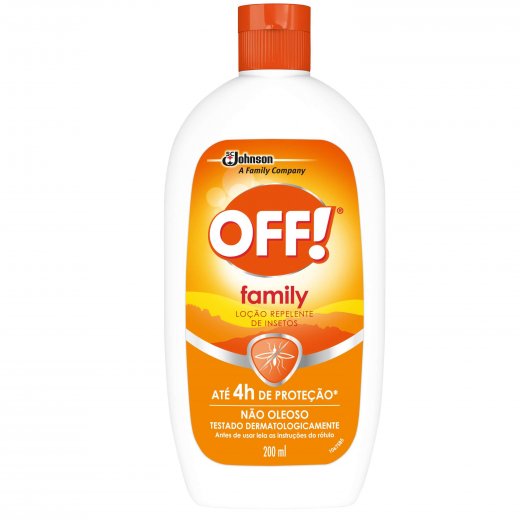 SC Johnson
A Family Company
OFF!®
family
LOÇÃO REPELENTE
DE INSETOS
ATÉ 4h DE PROTEÇÃO*
NÃO OLEOSO
TESTADO DERMATOLOGICAMENTE
Antes de usar leia as instruções do rótulo
200 ml